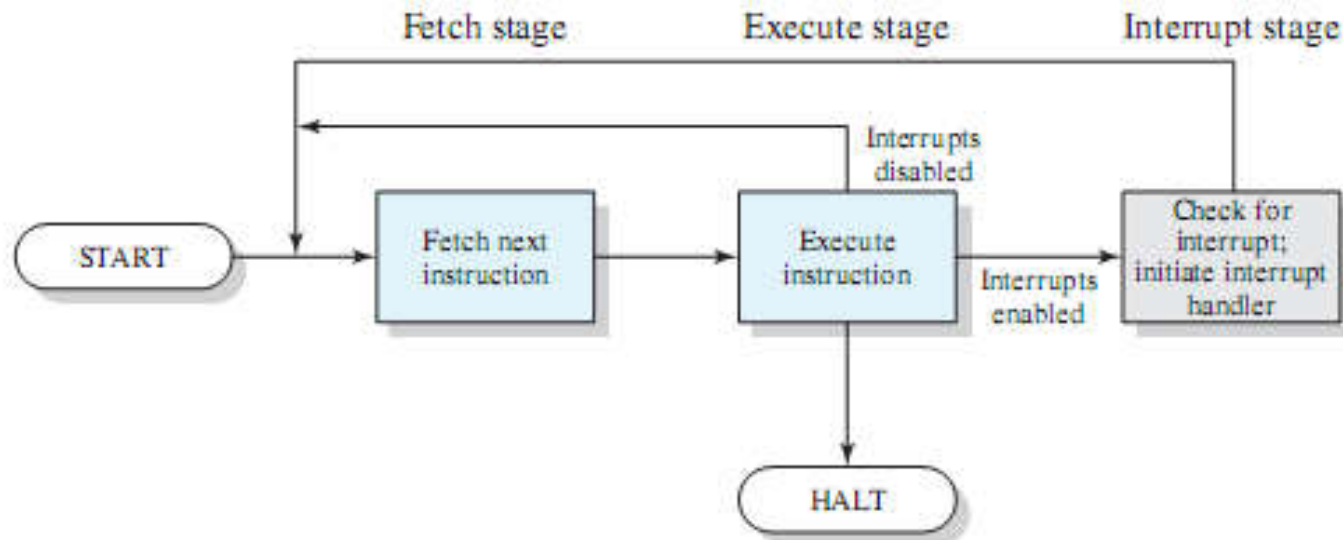 Fetch stage
Execute stage
Interrupt stage
Interrupts
disabled
START
Fetch next
instruction
Execute
instruction
Interrupts
enabled
Check for
interrupt;
initiate interrupt
handler
HALT